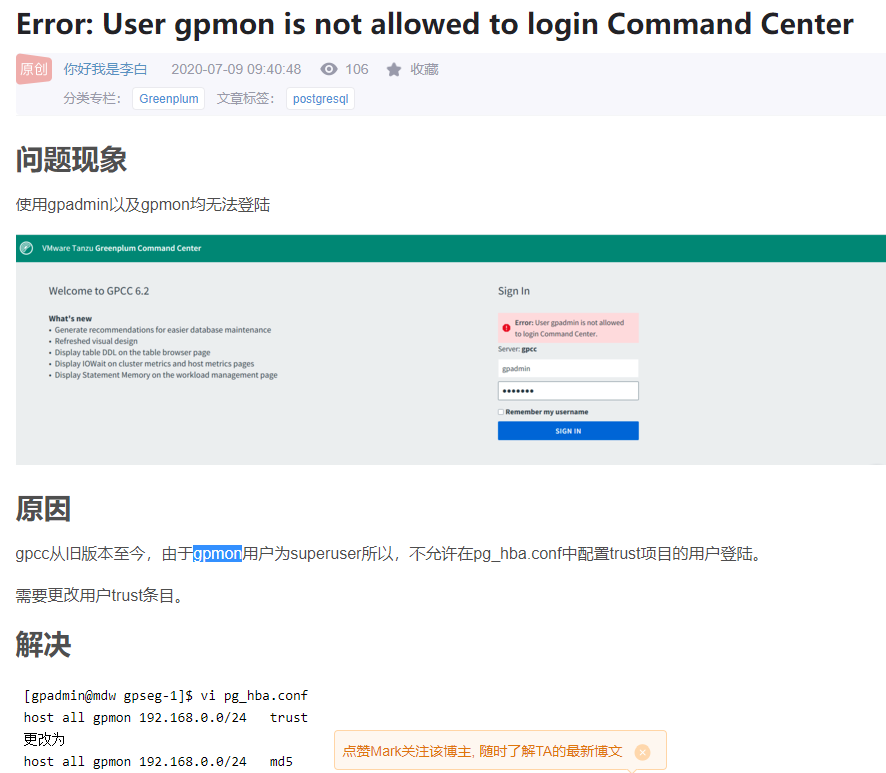 Error: User gpmon is not allowed to login Command Center
原创 你好我是李白 2020-07-09 09:40:48 106 收藏
分类专栏： Greenplum 文章标签： postgresql
问题现象
使用gpadmin以及gpmon均无法登陆
VMware Tanzu Greenplum Command Center
Welcome to GPCC 6.2
What's new
• Generate recommendations for easier database maintenance
• Refreshed visual design
• Display table DDL on the table browser page
• Display IOWait on cluster metrics and host metrics pages
• Display Statement Memory on the workload management page
Sign In
Error: User gpadmin is not allowed
to login Command Center.
Server: gpcc
gpadmin
•••••••
Remember my username
SIGN IN
原因
gpcc从旧版本至今，由于gpmon用户为superuser所以，不允许在pg_hba.conf中配置trust项目的用户登陆。
需要更改用户trust条目。
解决
[gpadmin@mdw gpseg-1]$ vi pg_hba.conf
host all gpmon 192.168.0.0/24 trust
更改为
host all gpmon 192.168.0.0/24 md5
点赞Mark关注该博主, 随时了解TA的最新博文